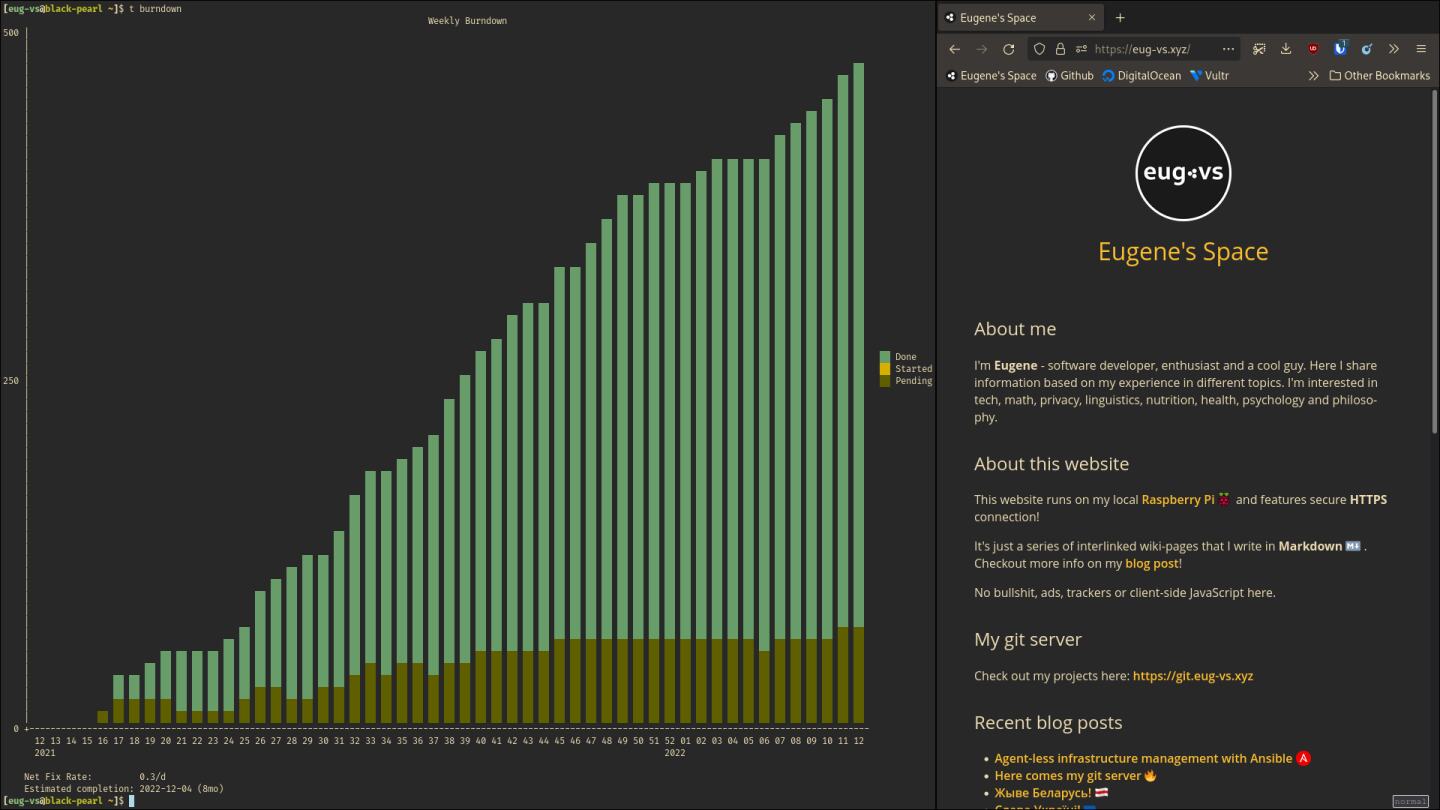 [eug-vs@black-pearl ~]$ t burndown
Weekly Burndown
500
250
0
12 13 14 15 16 17 18 19 20 21 22 23 24 25 26 27 28 29 30 31 32 33 34 35 36 37 38 39 40 41 42 43 44 45 46 47 48 49 50 51 52 01 02 03 04 05 06 07 08 09 10 11 12
2021 2022
Done
Started
Pending
Net Fix Rate: 0.3/d
Estimated completion: 2022-12-04 (8mo)
[eug-vs@black-pearl ~]$
Eugene's Space
https://eug-vs.xyz/
Eugene's Space Github DigitalOcean Vultr Other Bookmarks
eug vs
Eugene's Space
About me
I'm Eugene - software developer, enthusiast and a cool guy. Here I share
information based on my experience in different topics. I'm interested in
tech, math, privacy, linguistics, nutrition, health, psychology and philoso-
phy.
About this website
This website runs on my local Raspberry Pi and features secure HTTPS
connection!
It's just a series of interlinked wiki-pages that I write in Markdown .
Checkout more info on my blog post!
No bullshit, ads, trackers or client-side JavaScript here.
My git server
Check out my projects here: https://git.eug-vs.xyz
Recent blog posts
Agent-less infrastructure management with Ansible
Here comes my git server
Жыве Беларусь!
normal